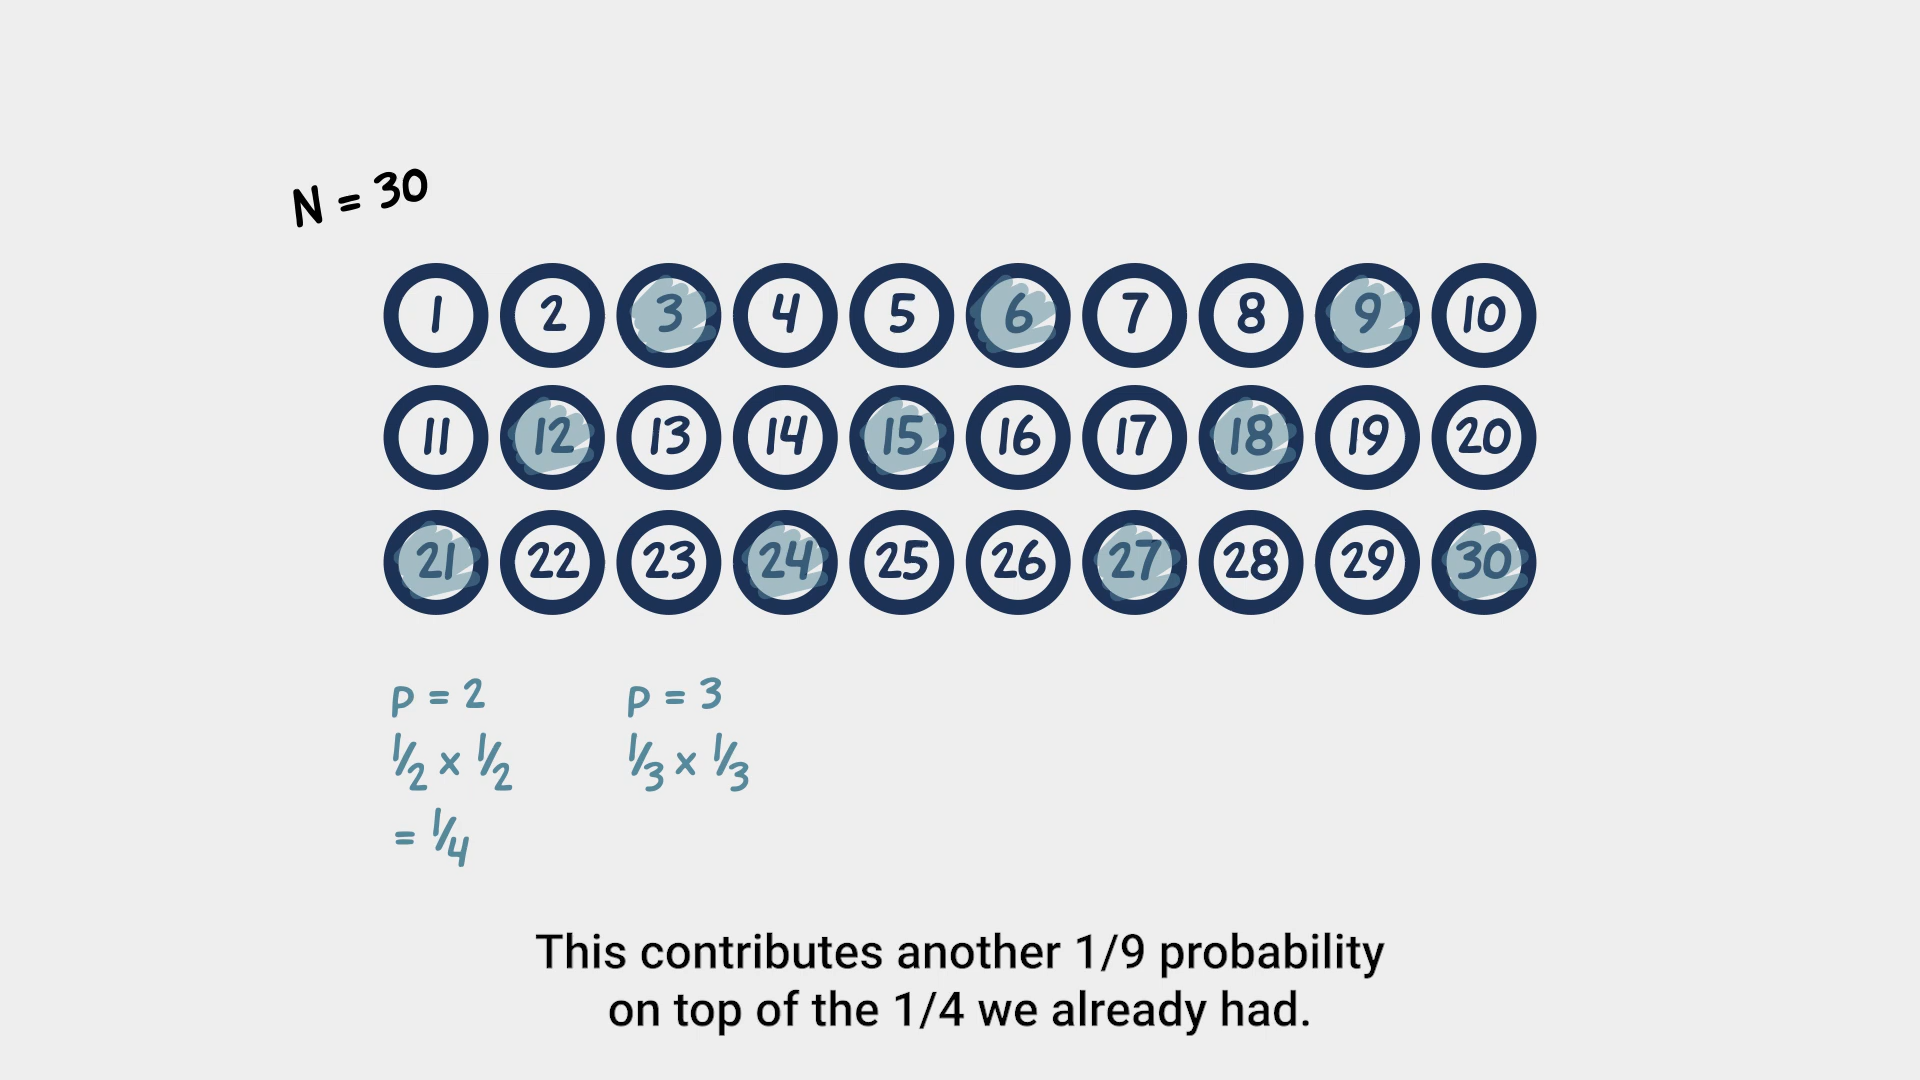 N = 30
1 2 3 4 5 6 7 8 9 10
11 12 13 14 15 16 17 18 19 20
21 22 23 24 25 26 27 28 29 30
p = 2 p = 3
1/2 x 1/2 1/3 x 1/3
= 1/4
This contributes another 1/9 probability
on top of the 1/4 we already had.